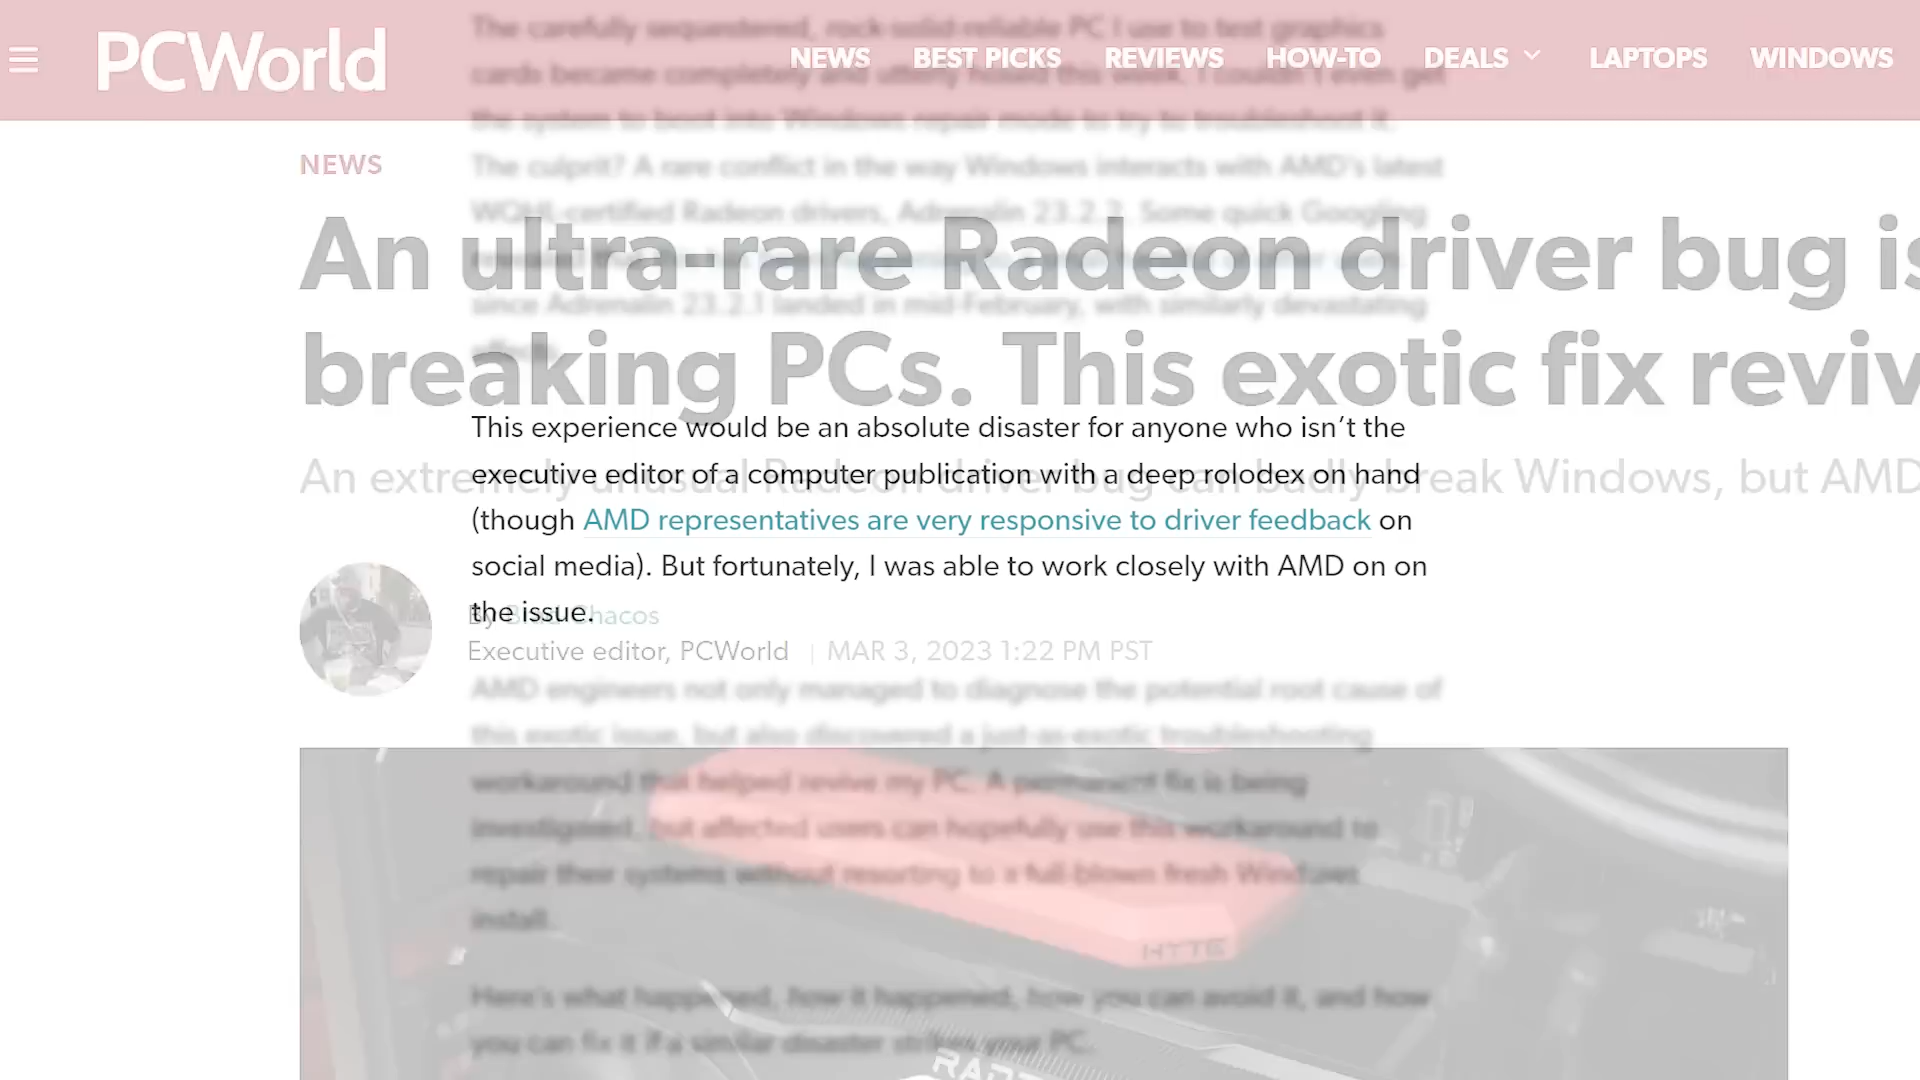 PCWorld
NEWS BEST PICKS REVIEWS HOW-TO DEALS LAPTOPS WINDOWS
The carefully sequestered, rock-solid-reliable PC I use to test graphics
cards became completely and utterly hosed this week. I couldn't even get
the system to boot into Windows repair mode to try to troubleshoot it.
The culprit? A rare conflict in the way Windows interacts with AMD's latest
WQHL-certified Radeon drivers, Adrenalin 23.2.2. Some quick Googling
since Adrenalin 23.2.1 landed in mid-February, with similarly devastating
effects.
NEWS
An ultra-rare Radeon driver bug is
breaking PCs. This exotic fix reviv
An extremely unusual Radeon driver bug can badly break Windows, but AMD
This experience would be an absolute disaster for anyone who isn't the
executive editor of a computer publication with a deep rolodex on hand
(though AMD representatives are very responsive to driver feedback on
social media). But fortunately, I was able to work closely with AMD on on
the issue.
By Brad Chacos
Executive editor, PCWorld | MAR 3, 2023 1:22 PM PST
AMD engineers not only managed to diagnose the potential root cause of
this exotic issue, but also discovered a just-as-exotic troubleshooting
workaround that helped revive my PC. A permanent fix is being
investigated, but affected users can hopefully use this workaround to
repair their systems without resorting to a full-blown fresh Windows
install.
HYTE
Here's what happened, how it happened, how you can avoid it, and how
you can fix it if a similar disaster strikes your PC.